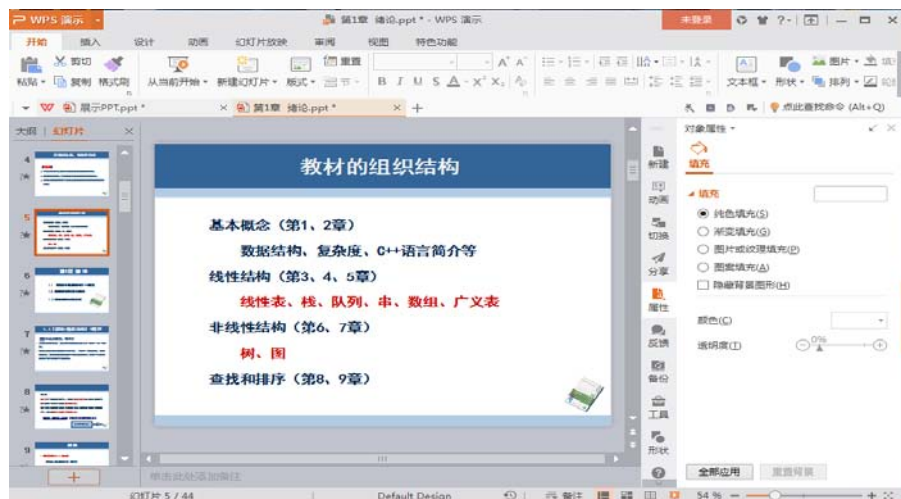 WPS 演示
第1章 绪论.ppt * - WPS 演示
未登录
开始 插入 设计 动画 幻灯片放映 审阅 视图 特色功能
剪切
重置
图片
粘贴 复制 格式刷 从当前开始 新建幻灯片 版式 节
B I U S A X² X₂
文本框 形状 排列
展示PPT.ppt *
第1章 绪论.ppt *
点此查找命令 (Alt+Q)
大纲 幻灯片
4
5
6
7
8
9
教材的组织结构
基本概念（第1、2章）
数据结构、复杂度、C++语言简介等
线性结构（第3、4、5章）
线性表、栈、队列、串、数组、广义表
非线性结构（第6、7章）
树、图
查找和排序（第8、9章）
单击此处添加备注
新建
动画
切换
分享
属性
反馈
备份
工具
形状
对象属性
填充
填充
纯色填充(S)
渐变填充(G)
图片或纹理填充(P)
图案填充(A)
隐藏背景图形(H)
颜色(C)
透明度(T) 0%
全部应用 重置背景
幻灯片 5 / 44
Default Design
备注
54 %